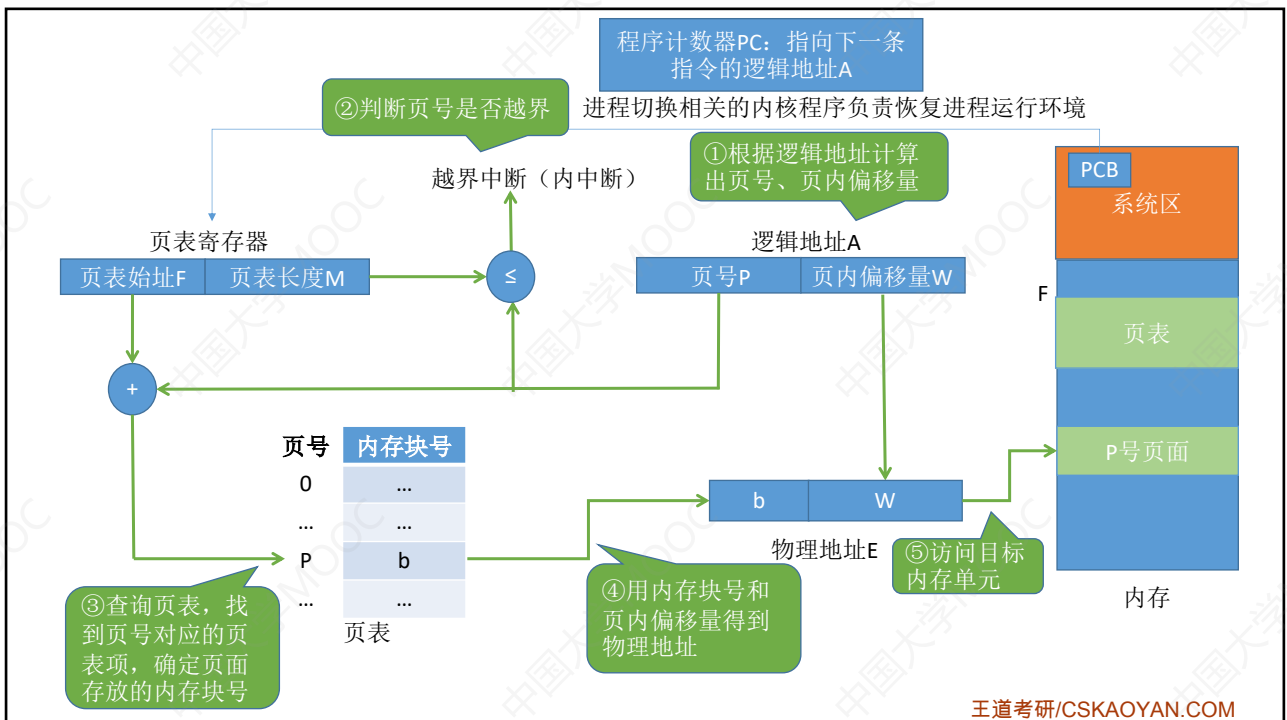 程序计数器PC：指向下一条
指令的逻辑地址A
②判断页号是否越界
进程切换相关的内核程序负责恢复进程运行环境
①根据逻辑地址计算
出页号、页内偏移量
PCB
系统区
越界中断（内中断）
页表寄存器
逻辑地址A
页表始址F
页表长度M
≤
页号P
页内偏移量W
F
页表
+
页号
内存块号
0
…
…
…
P
b
…
…
页表
P号页面
b
W
物理地址E
③查询页表，找
到页号对应的页
表项，确定页面
存放的内存块号
④用内存块号和
页内偏移量得到
物理地址
⑤访问目标
内存单元
内存
王道考研/CSKAOYAN.COM
中国大学MOOC